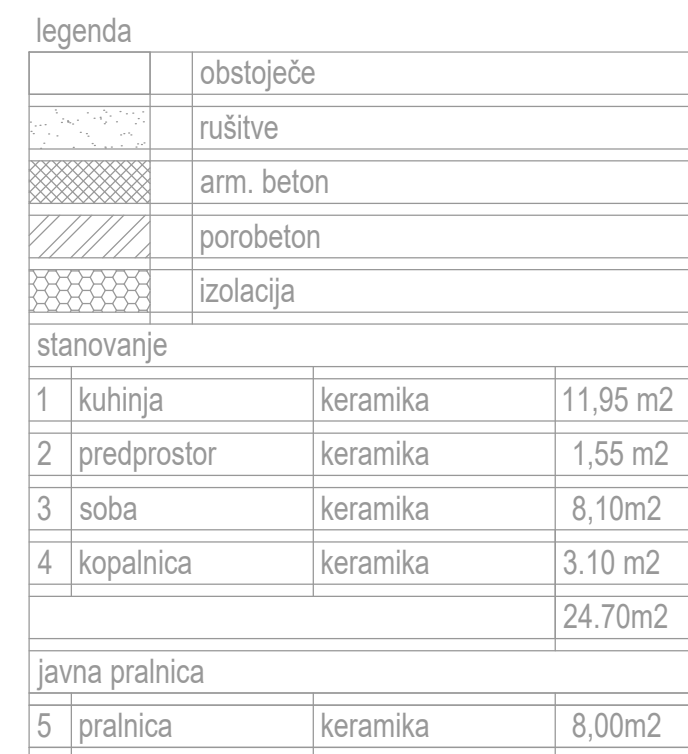 legenda
obstoječe
rušitve
arm. beton
porobeton
izolacija
stanovanje
1 kuhinja keramika 11,95 m2
2 predprostor keramika 1,55 m2
3 soba keramika 8,10m2
4 kopalnica keramika 3.10 m2
24.70m2
javna pralnica
5 pralnica keramika 8,00m2